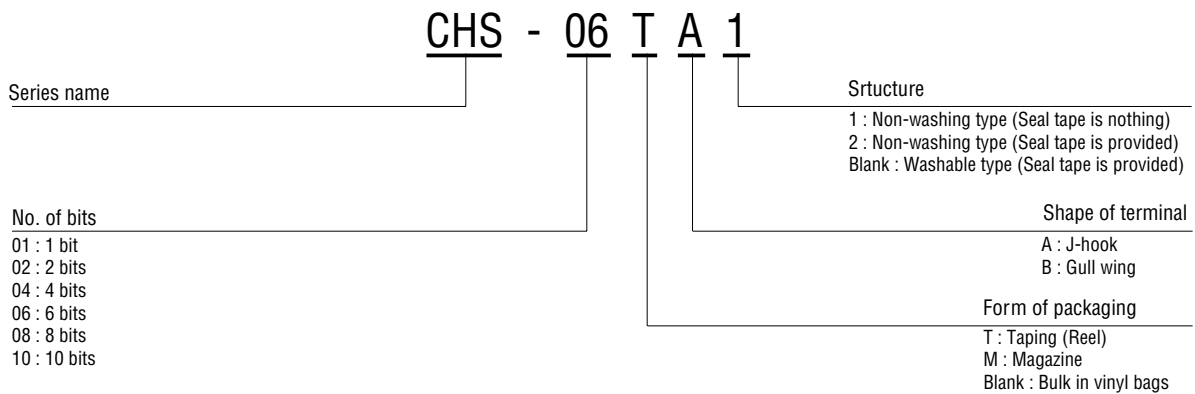 CHS - 06 T A 1
Series name
No. of bits
01 : 1 bit
02 : 2 bits
04 : 4 bits
06 : 6 bits
08 : 8 bits
10 : 10 bits
Srtucture
1 : Non-washing type (Seal tape is nothing)
2 : Non-washing type (Seal tape is provided)
Blank : Washable type (Seal tape is provided)
Shape of terminal
A : J-hook
B : Gull wing
Form of packaging
T : Taping (Reel)
M : Magazine
Blank : Bulk in vinyl bags